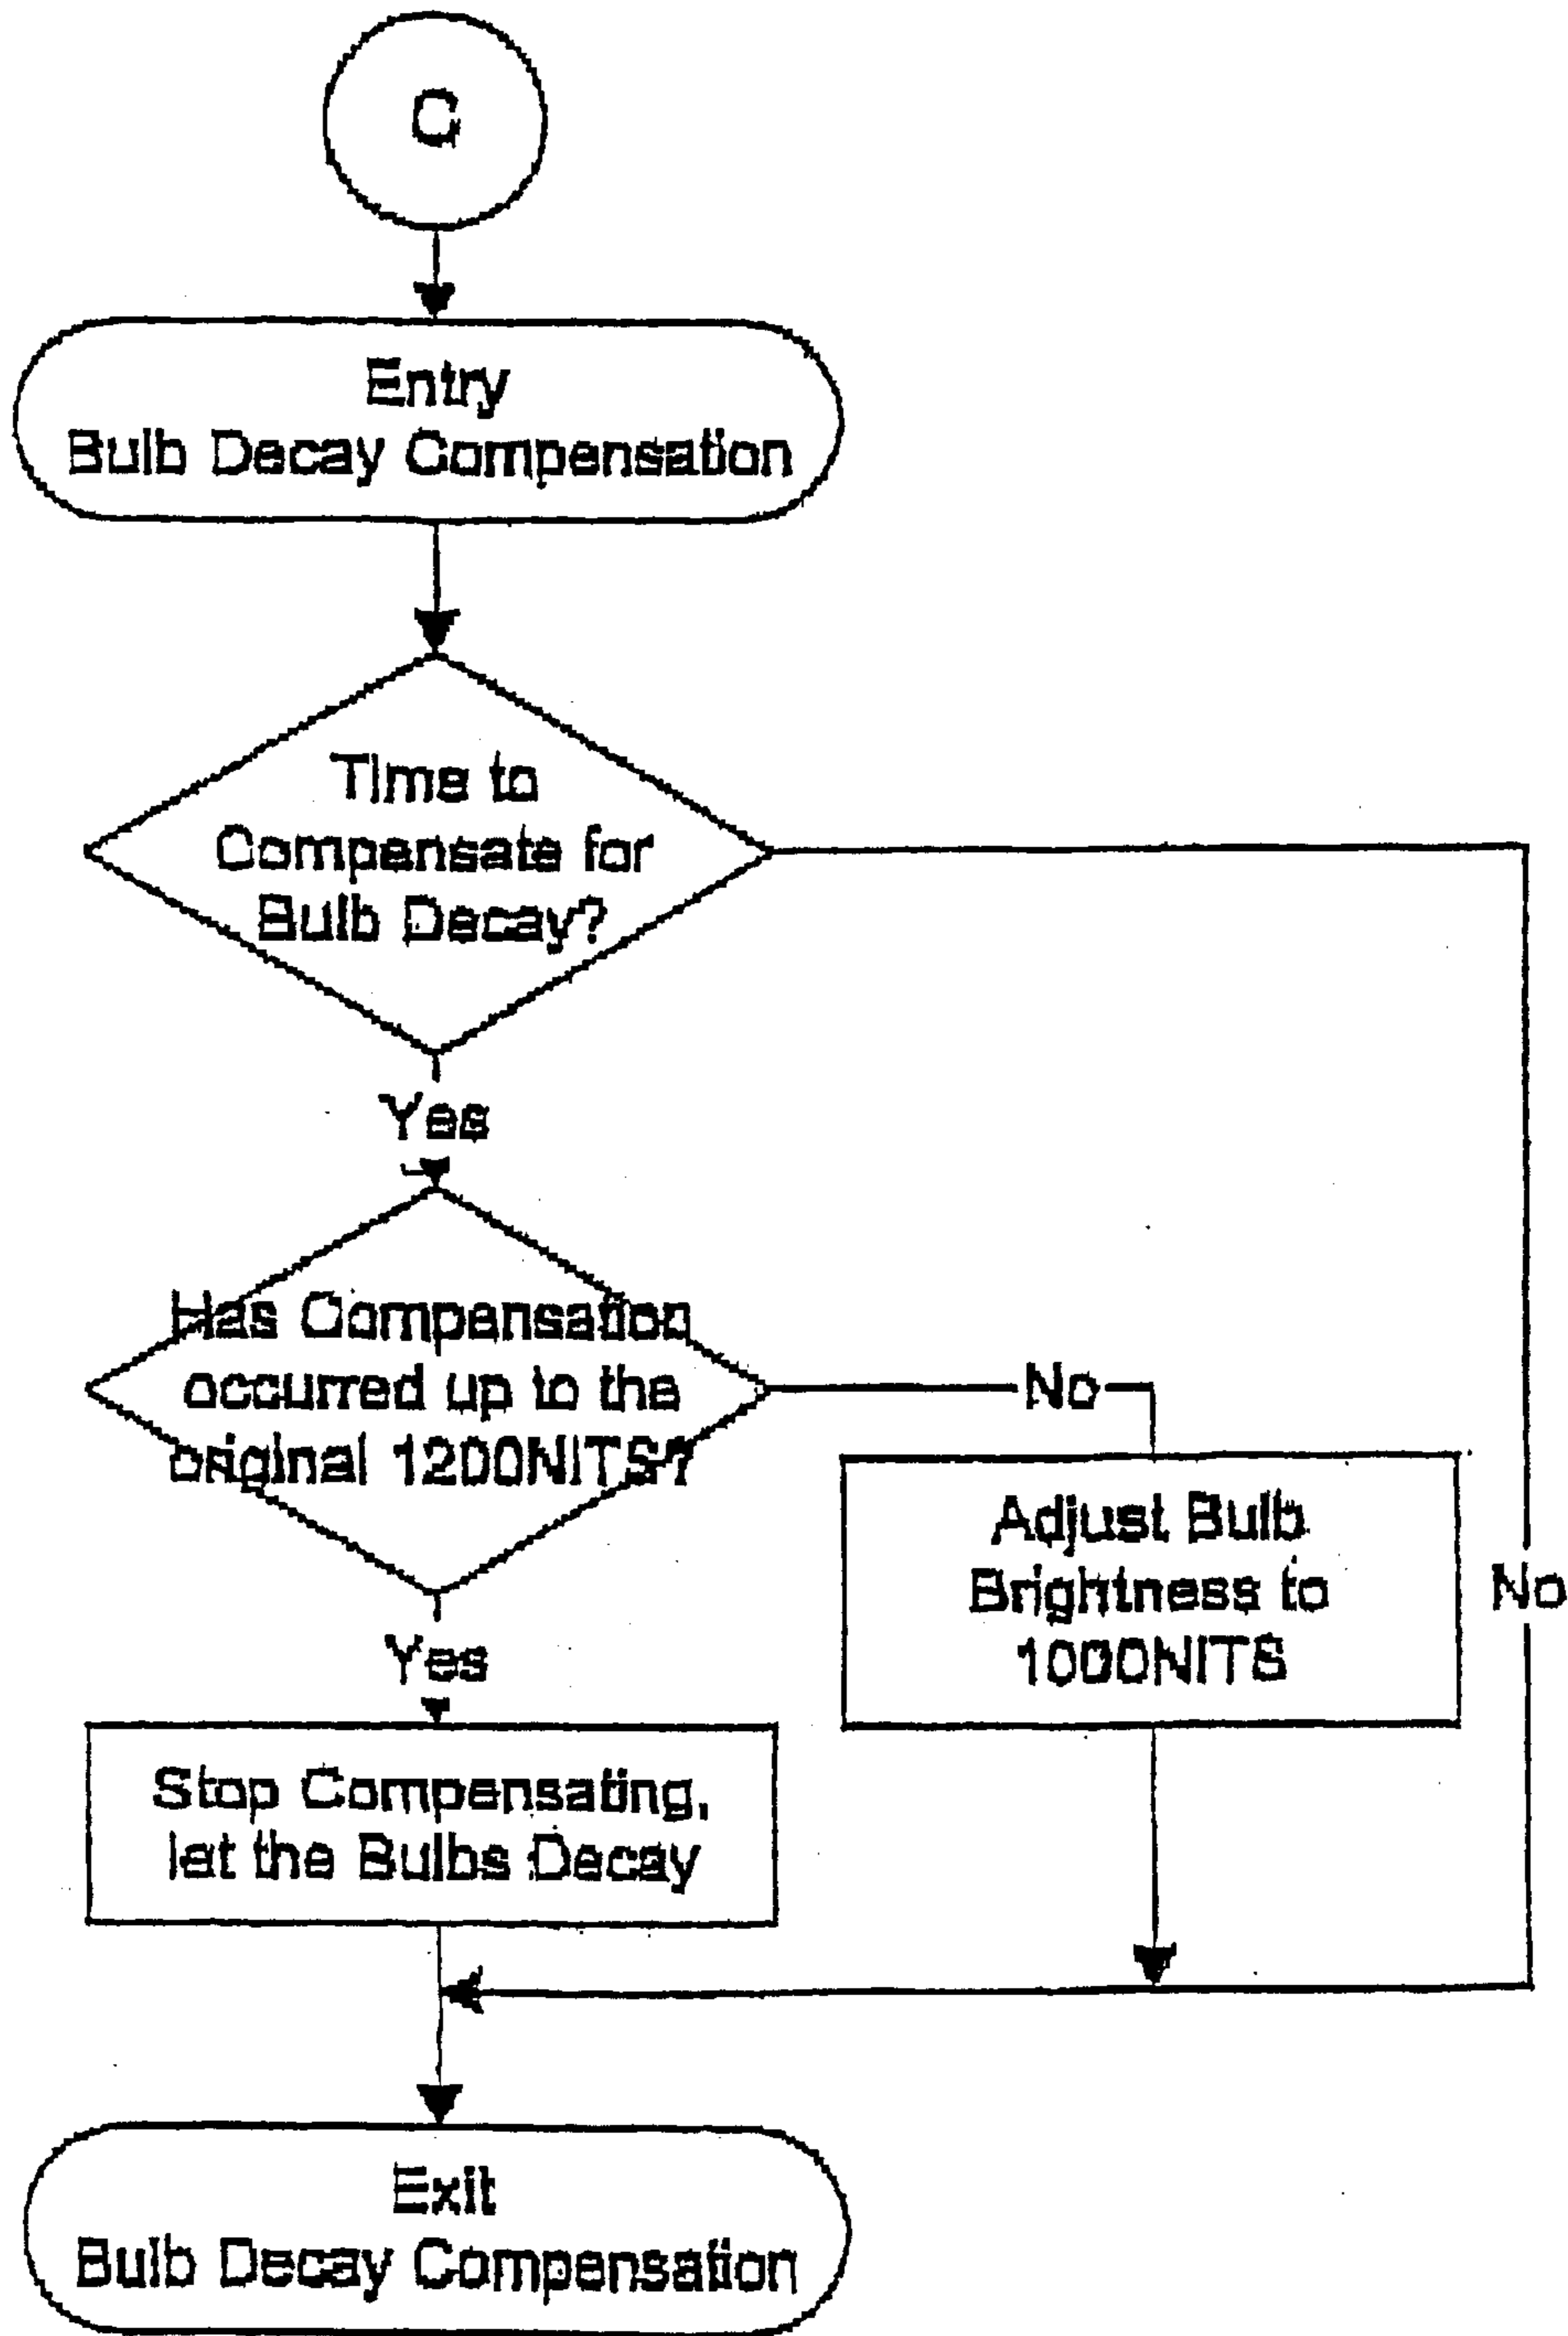 C
Entry
Bulb Decay Compensation
Time to
Compensate for
Bulb Decay?
Yes
Has Compensation
occurred up to the
original 1200NITS?
No
Adjust Bulb
Brightness to
1000NITS
No
Yes
Stop Compensating,
let the Bulbs Decay
Exit
Bulb Decay Compensation